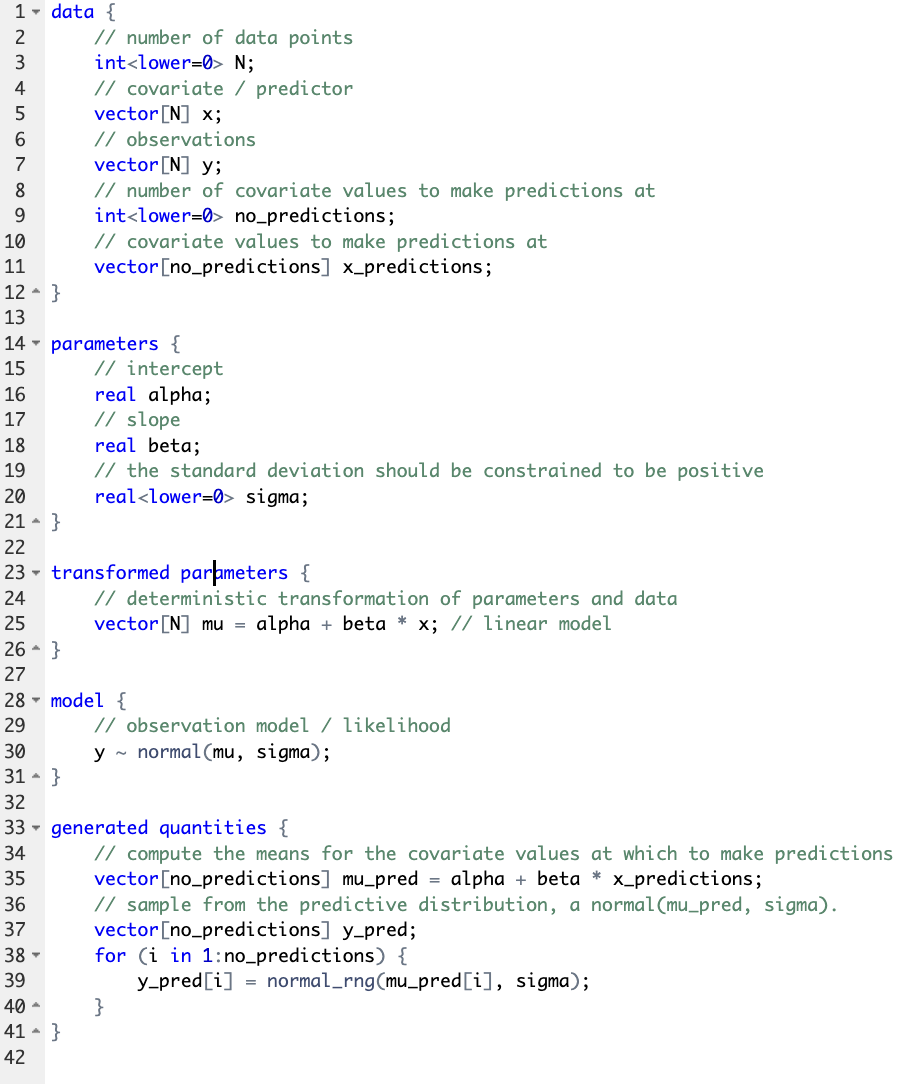 1 data {
2     // number of data points
3     int<lower=0> N;
4     // covariate / predictor
5     vector[N] x;
6     // observations
7     vector[N] y;
8     // number of covariate values to make predictions at
9     int<lower=0> no_predictions;
10     // covariate values to make predictions at
11     vector[no_predictions] x_predictions;
12 }
13
14 parameters {
15     // intercept
16     real alpha;
17     // slope
18     real beta;
19     // the standard deviation should be constrained to be positive
20     real<lower=0> sigma;
21 }
22
23 transformed parameters {
24     // deterministic transformation of parameters and data
25     vector[N] mu = alpha + beta * x; // linear model
26 }
27
28 model {
29     // observation model / likelihood
30     y ~ normal(mu, sigma);
31 }
32
33 generated quantities {
34     // compute the means for the covariate values at which to make predictions
35     vector[no_predictions] mu_pred = alpha + beta * x_predictions;
36     // sample from the predictive distribution, a normal(mu_pred, sigma).
37     vector[no_predictions] y_pred;
38     for (i in 1:no_predictions) {
39         y_pred[i] = normal_rng(mu_pred[i], sigma);
40     }
41 }
42